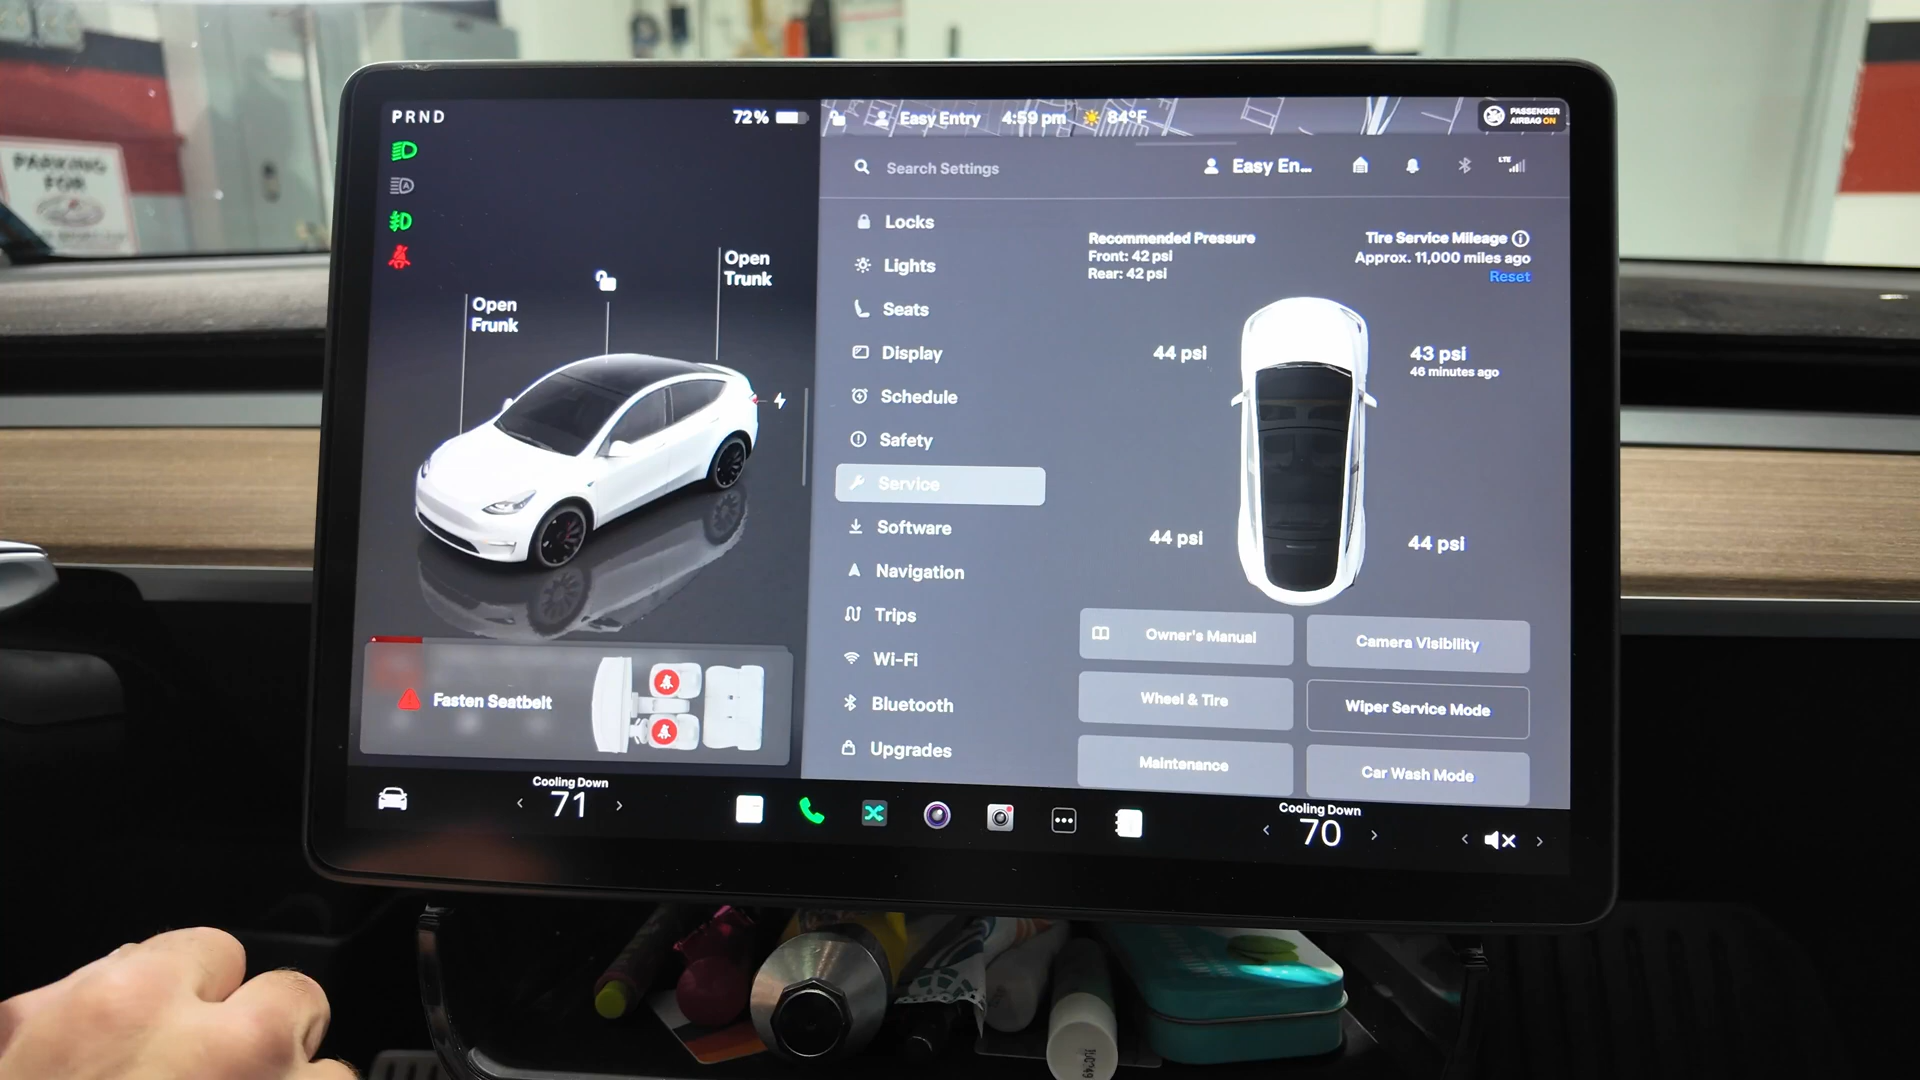 PARKING
FOR
PRND
72%
Easy Entry
4:59 pm
84°F
PASSENGER
AIRBAG ON
Search Settings
Easy En...
LTE
Open
Frunk
Open
Trunk
Locks
Lights
Seats
Display
Schedule
Safety
Service
Software
Navigation
Trips
Wi-Fi
Bluetooth
Upgrades
Recommended Pressure
Front: 42 psi
Rear: 42 psi
Tire Service Mileage
Approx. 11,000 miles ago
Reset
44 psi
43 psi
46 minutes ago
44 psi
44 psi
Owner's Manual
Camera Visibility
Wheel & Tire
Wiper Service Mode
Maintenance
Car Wash Mode
Fasten Seatbelt
Cooling Down
71
Cooling Down
70